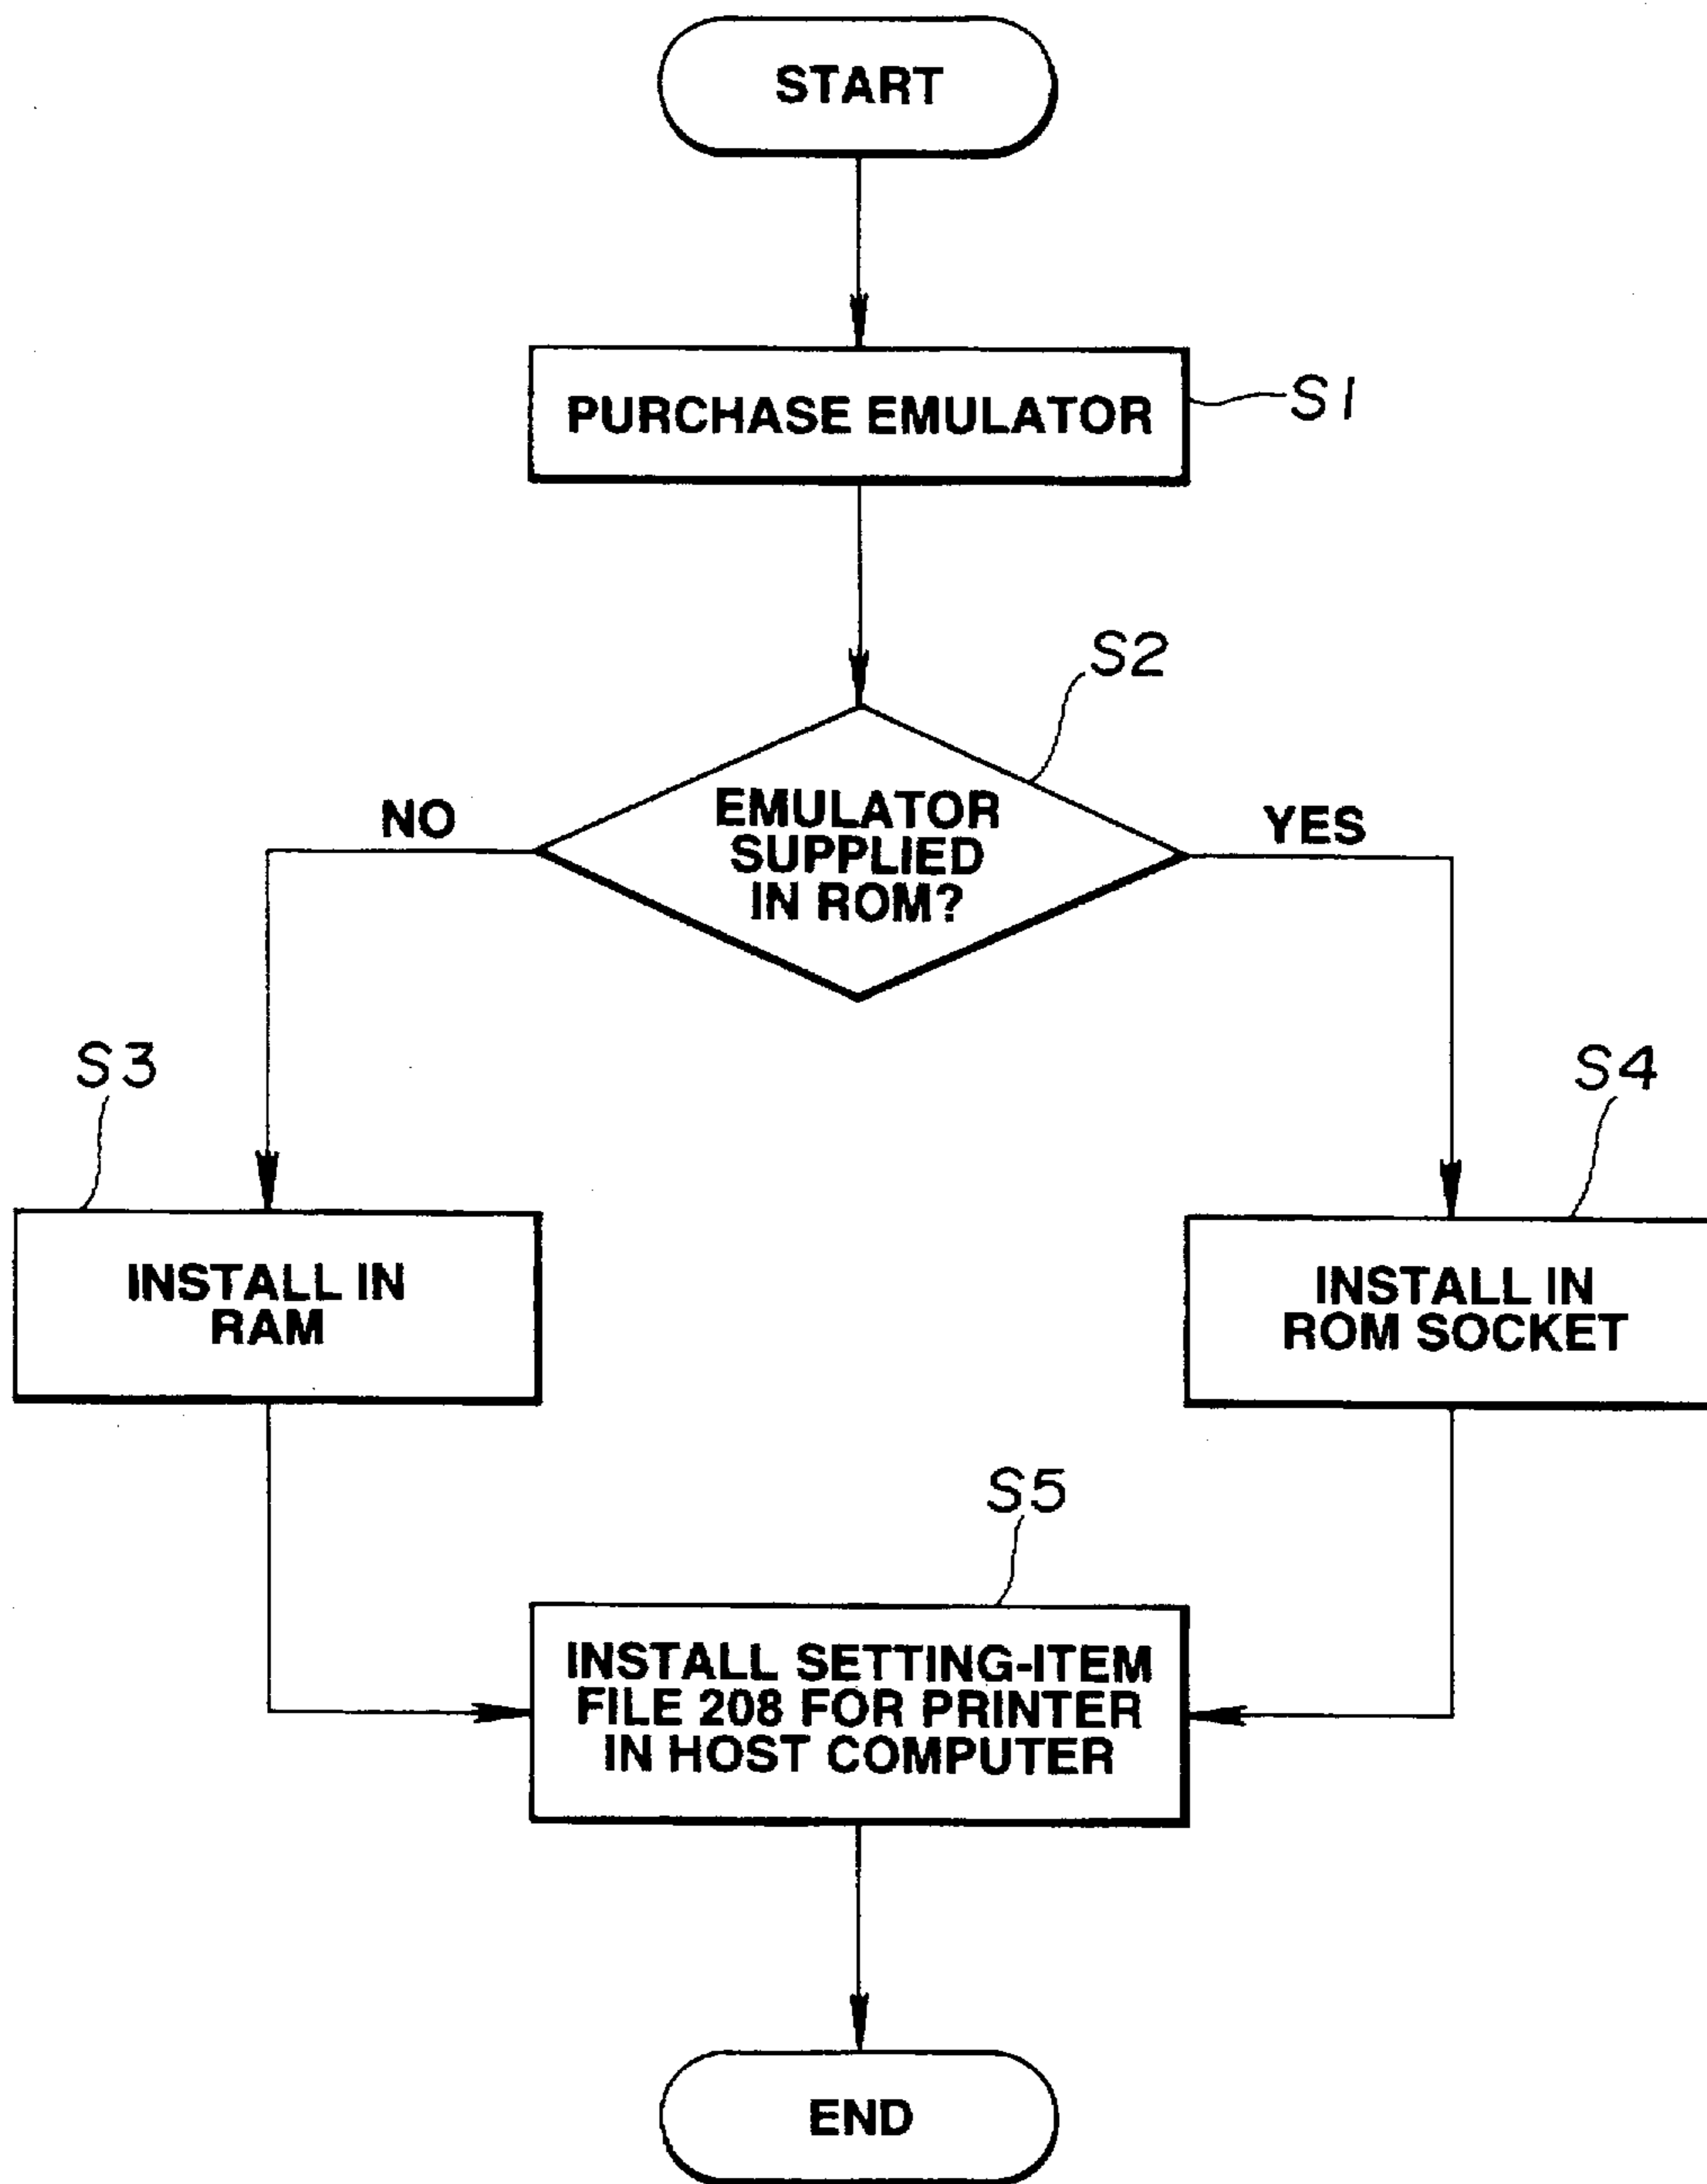 START
PURCHASE EMULATOR
S1
S2
EMULATOR
SUPPLIED
IN ROM?
NO
YES
S3
S4
INSTALL IN
RAM
INSTALL IN
ROM SOCKET
S5
INSTALL SETTING-ITEM
FILE 208 FOR PRINTER
IN HOST COMPUTER
END